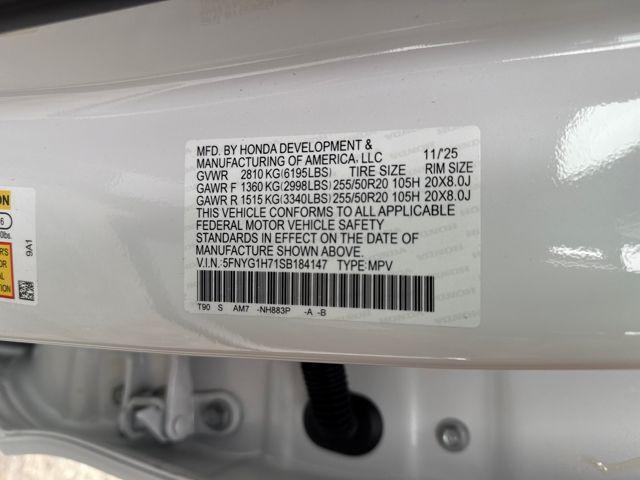 MFD. BY HONDA DEVELOPMENT &
MANUFACTURING OF AMERICA, LLC 11/'25
GVWR 2810 KG(6195LBS) TIRE SIZE RIM SIZE
GAWR F 1360 KG(2998LBS) 255/50R20 105H 20X8.0J
GAWR R 1515 KG(3340LBS) 255/50R20 105H 20X8.0J
THIS VEHICLE CONFORMS TO ALL APPLICABLE
FEDERAL MOTOR VEHICLE SAFETY
STANDARDS IN EFFECT ON THE DATE OF
MANUFACTURE SHOWN ABOVE.
V.I.N.:5FNYG1H71SB184147 TYPE:MPV
T90 S AM7 -NH883P -A -B
9A1